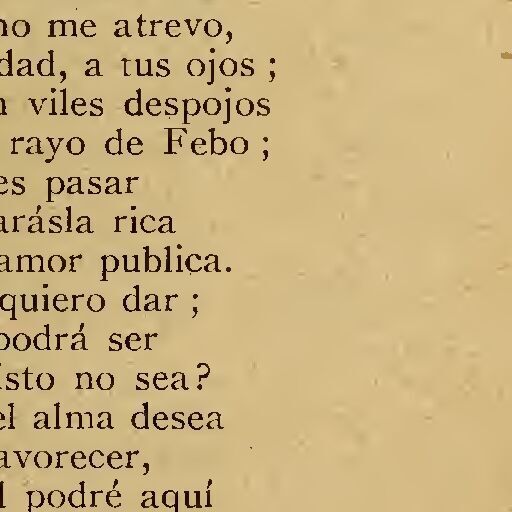 no me atrevo,
dad, a tus ojos ;
viles despojos
rayo de Febo ;
es pasar
arásla rica
amor publica.
quiero dar ;
podrá ser
isto no sea?
el alma desea
avorecer,
podré aquí